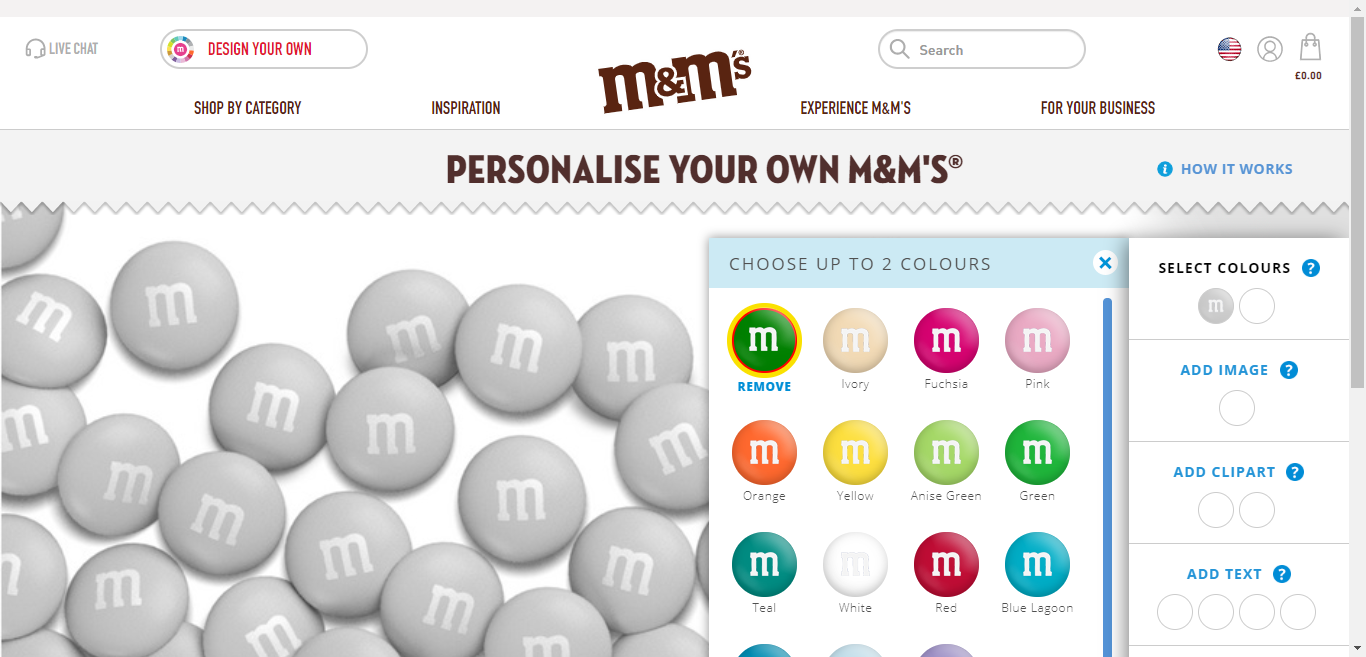 LIVE CHAT
DESIGN YOUR OWN
m&m's®
Search
£0.00
SHOP BY CATEGORY
INSPIRATION
EXPERIENCE M&M'S
FOR YOUR BUSINESS
PERSONALISE YOUR OWN M&M'S®
i HOW IT WORKS
CHOOSE UP TO 2 COLOURS
m m m m
REMOVE Ivory Fuchsia Pink
m m m m
Orange Yellow Anise Green Green
m m m m
Teal White Red Blue Lagoon
SELECT COLOURS ?
m
ADD IMAGE ?
ADD CLIPART ?
ADD TEXT ?